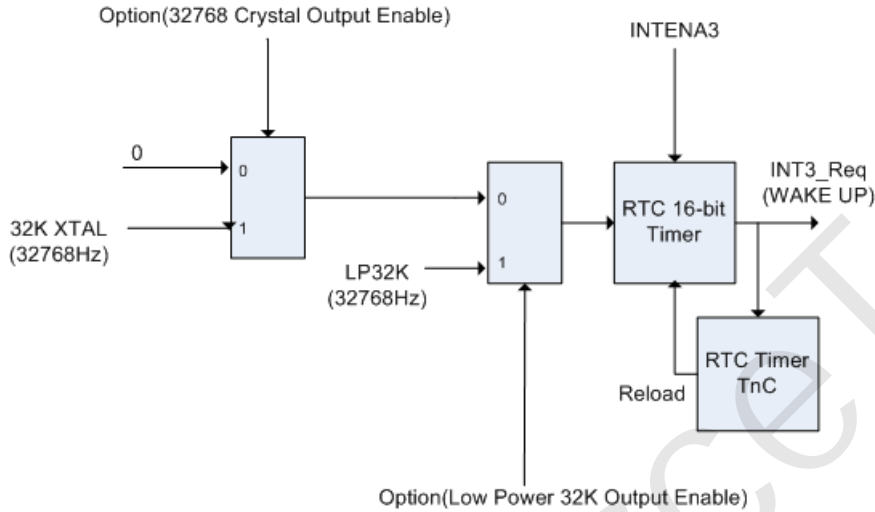 Option(32768 Crystal Output Enable)
INTENA3
0
0
INT3_Req
(WAKE UP)
32K XTAL
(32768Hz)
1
0
RTC 16-bit
Timer
LP32K
(32768Hz)
1
RTC Timer
TnC
Reload
Option(Low Power 32K Output Enable)